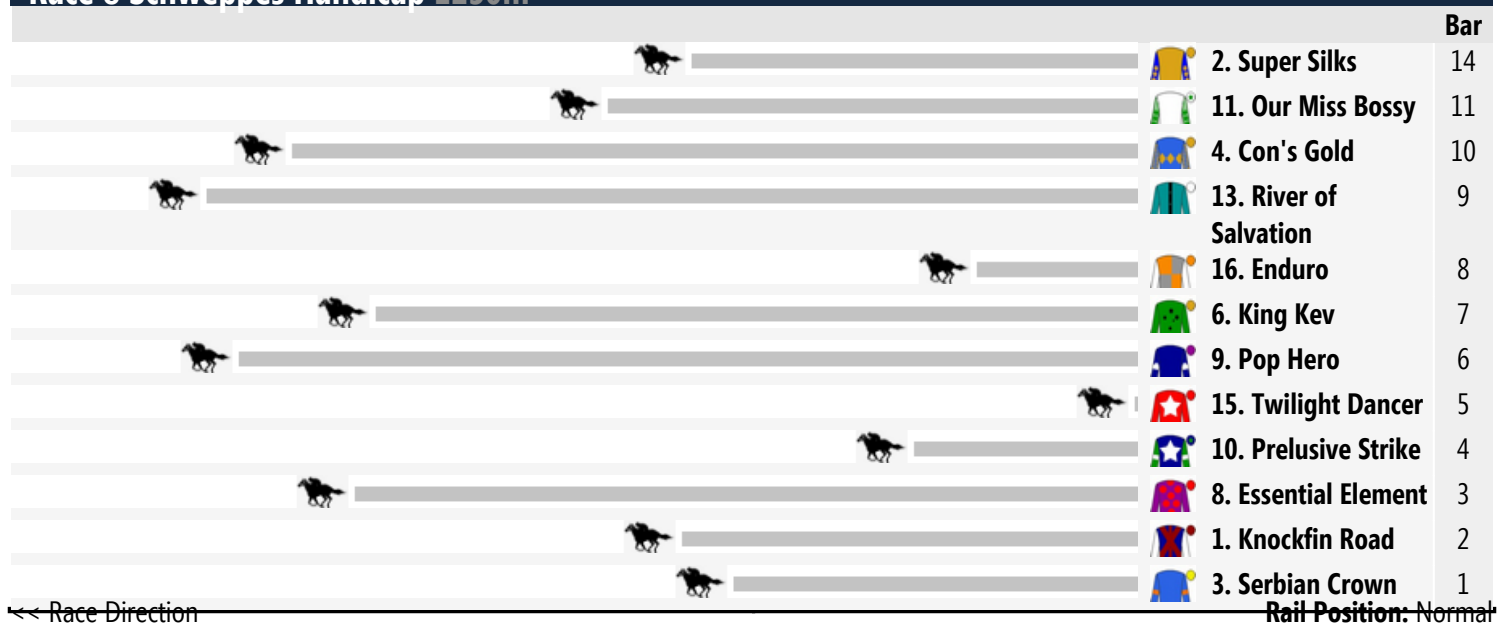 Bar
2. Super Silks 14
11. Our Miss Bossy 11
4. Con's Gold 10
13. River of 9
Salvation
16. Enduro 8
6. King Kev 7
9. Pop Hero 6
15. Twilight Dancer 5
10. Prelusive Strike 4
8. Essential Element 3
1. Knockfin Road 2
3. Serbian Crown 1
<< Race Direction Rail Position: Normal